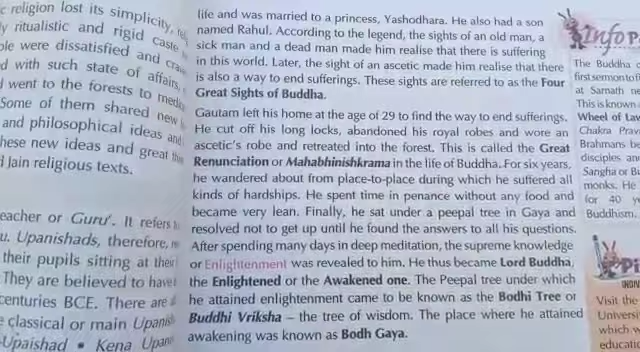 c religion lost its simplicity,
ly ritualistic and rigid caste
ple were dissatisfied and
d with such state of affairs,
l went to the forests to
Some of them shared new
and philosophical ideas and
hese new ideas and great
d Jain religious texts.
eacher or Guru'. It refers to
u. Upanishads, therefore,
their pupils sitting at their
They are believed to have
centuries BCE. There are
e classical or main
Upaishad • Kena
life and was married to a princess, Yashodhara. He also had a son
named Rahul. According to the legend, the sights of an old man, a
sick man and a dead man made him realise that there is suffering
in this world. Later, the sight of an ascetic made him realise that there
is also a way to end sufferings. These sights are referred to as the Four
Great Sights of Buddha.
Gautam left his home at the age of 29 to find the way to end sufferings.
He cut off his long locks, abandoned his royal robes and wore an
ascetic's robe and retreated into the forest. This is called the Great
Renunciation or Mahabhinishkrama in the life of Buddha. For six years,
he wandered about from place-to-place during which he suffered all
kinds of hardships. He spent time in penance without any food and
became very lean. Finally, he sat under a peepal tree in Gaya and
resolved not to get up until he found the answers to all his questions.
After spending many days in deep meditation, the supreme knowledge
or Enlightenment was revealed to him. He thus became Lord Buddha,
the Enlightened or the Awakened one. The Peepal tree under which
he attained enlightenment came to be known as the Bodhi Tree or
Buddhi Vriksha – the tree of wisdom. The place where he attained
awakening was known as Bodh Gaya.
Info P
The Buddha
first sermon to
at Sarnath
This is known
Wheel of Law
Chakra
Brahmans
disciples
Sangha or
monks. He
for 40
Buddhism.
Pi
Visit the
Universi
which
educati